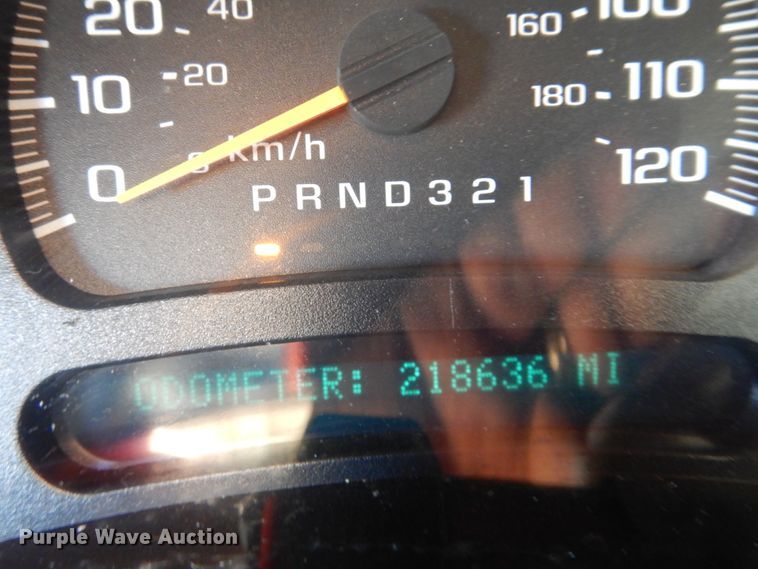 20 40 160 100
10 20 180 110
0 km/h 120
PRND321
ODOMETER: 218636 MI
Purple Wave Auction